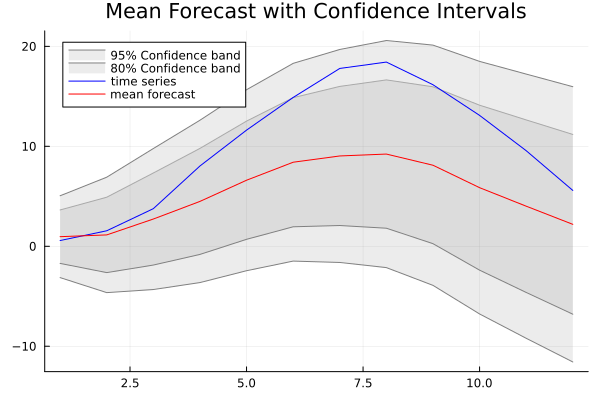 Mean Forecast with Confidence Intervals
95% Confidence band
80% Confidence band
time series
mean forecast
20
10
0
−10
2.5 5.0 7.5 10.0